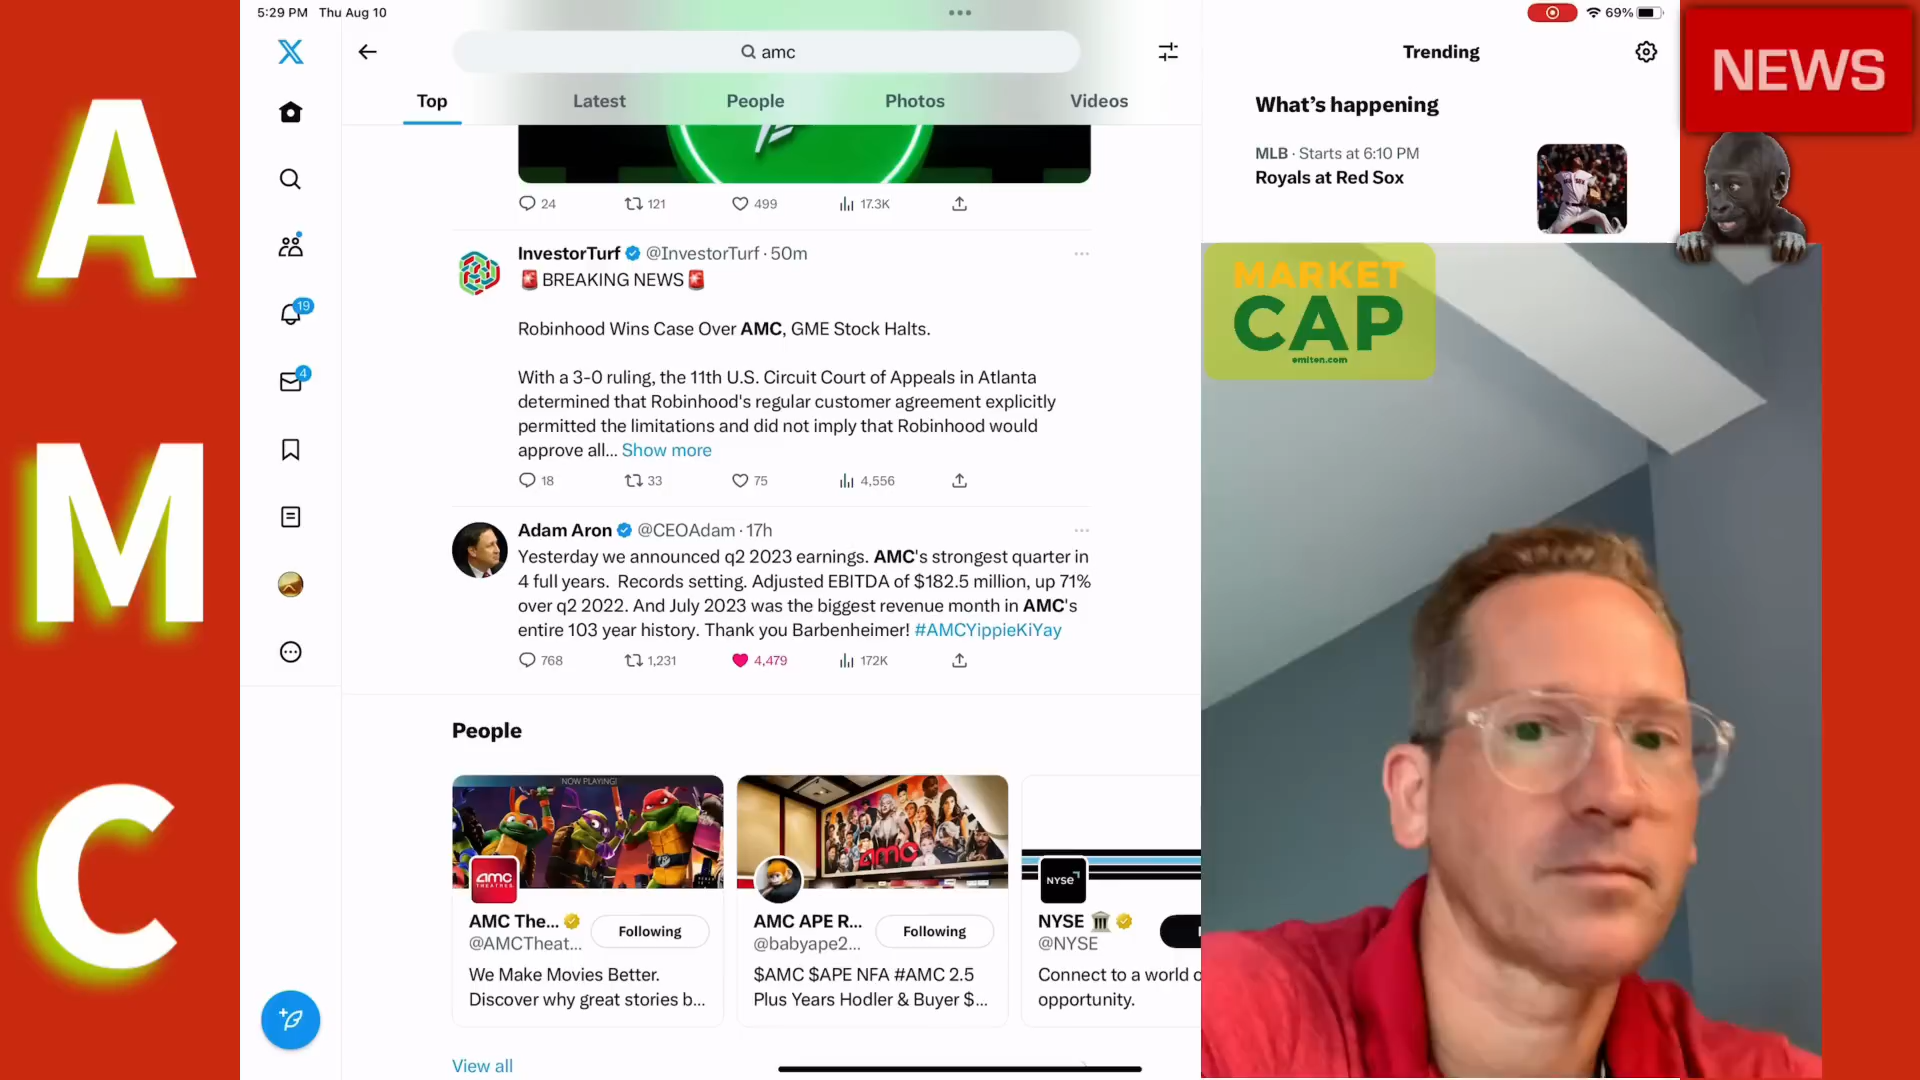 A
M
C
5:29 PM Thu Aug 10
69%
amc
Top
Latest
People
Photos
Videos
19
4
24
121
499
17.3K
InvestorTurf @InvestorTurf · 50m
🚨BREAKING NEWS🚨
Robinhood Wins Case Over AMC, GME Stock Halts.
With a 3-0 ruling, the 11th U.S. Circuit Court of Appeals in Atlanta
determined that Robinhood's regular customer agreement explicitly
permitted the limitations and did not imply that Robinhood would
approve all... Show more
18
33
75
4,556
Adam Aron @CEOAdam · 17h
Yesterday we announced q2 2023 earnings. AMC's strongest quarter in
4 full years. Records setting. Adjusted EBITDA of $182.5 million, up 71%
over q2 2022. And July 2023 was the biggest revenue month in AMC's
entire 103 year history. Thank you Barbenheimer! #AMCYippieKiYay
768
1,231
4,479
172K
People
NOW PLAYING!
amc
THEATRES
AMC The...
@AMCTheat...
Following
We Make Movies Better.
Discover why great stories b...
amc
AMC APE R...
@babyape2...
Following
$AMC $APE NFA #AMC 2.5
Plus Years Hodler & Buyer $...
NYSE
NYSE 🏛
@NYSE
Connect to a world o
opportunity.
View all
Trending
What's happening
MLB · Starts at 6:10 PM
Royals at Red Sox
NEWS
MARKET
CAP
emiten.com